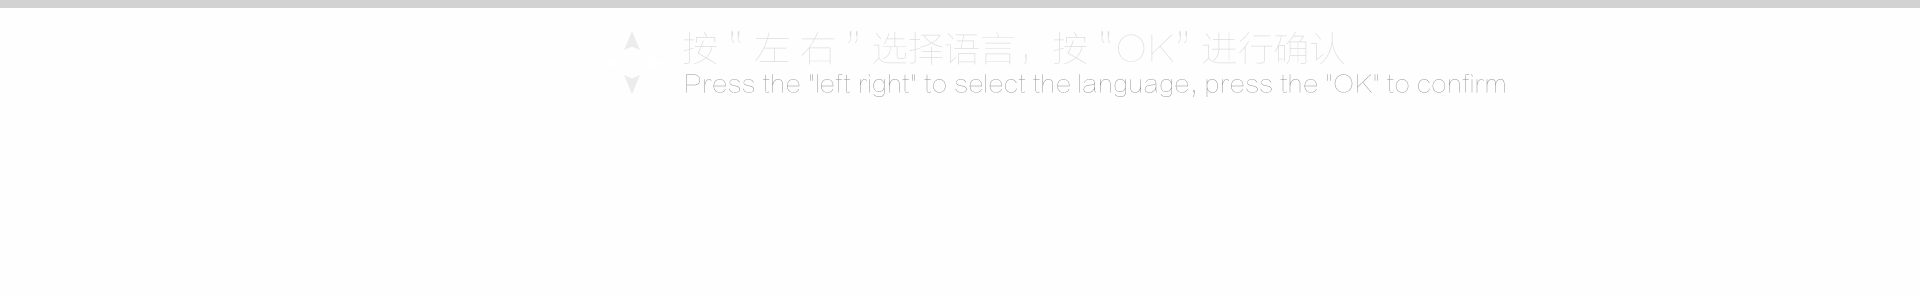 按 " 左 右 " 选择语言，按 "OK" 进行确认
Press the "left right" to select the language, press the "OK" to confirm